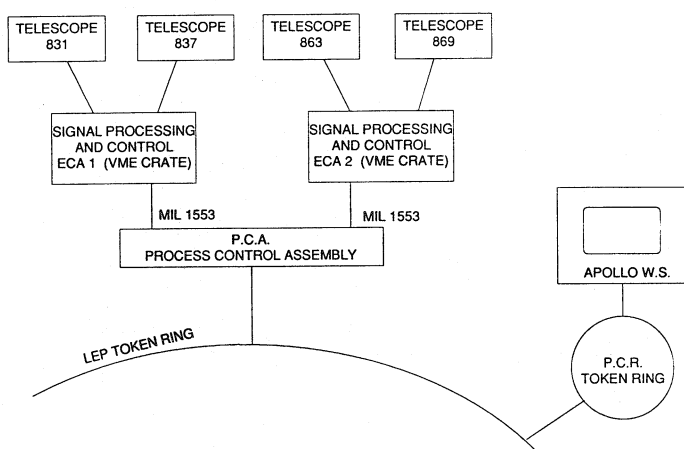 TELESCOPE
831
TELESCOPE
837
TELESCOPE
863
TELESCOPE
869
SIGNAL PROCESSING
AND CONTROL
ECA 1 (VME CRATE)
SIGNAL PROCESSING
AND CONTROL
ECA 2 (VME CRATE)
MIL 1553
MIL 1553
P.C.A.
PROCESS CONTROL ASSEMBLY
APOLLO W.S.
LEP TOKEN RING
P.C.R.
TOKEN RING